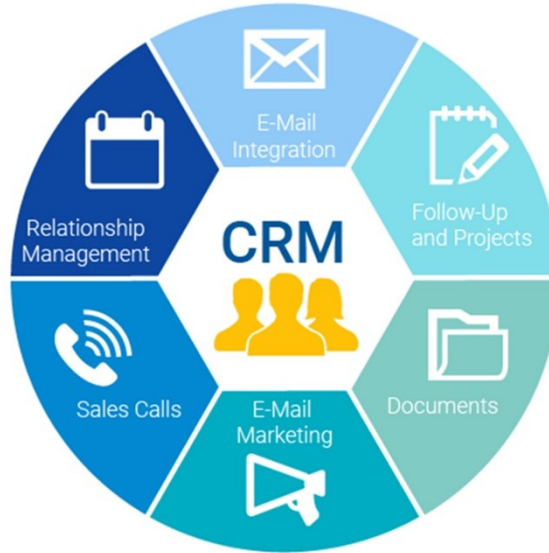 E-Mail
Integration
Follow-Up
and Projects
Documents
E-Mail
Marketing
Sales Calls
Relationship
Management
CRM